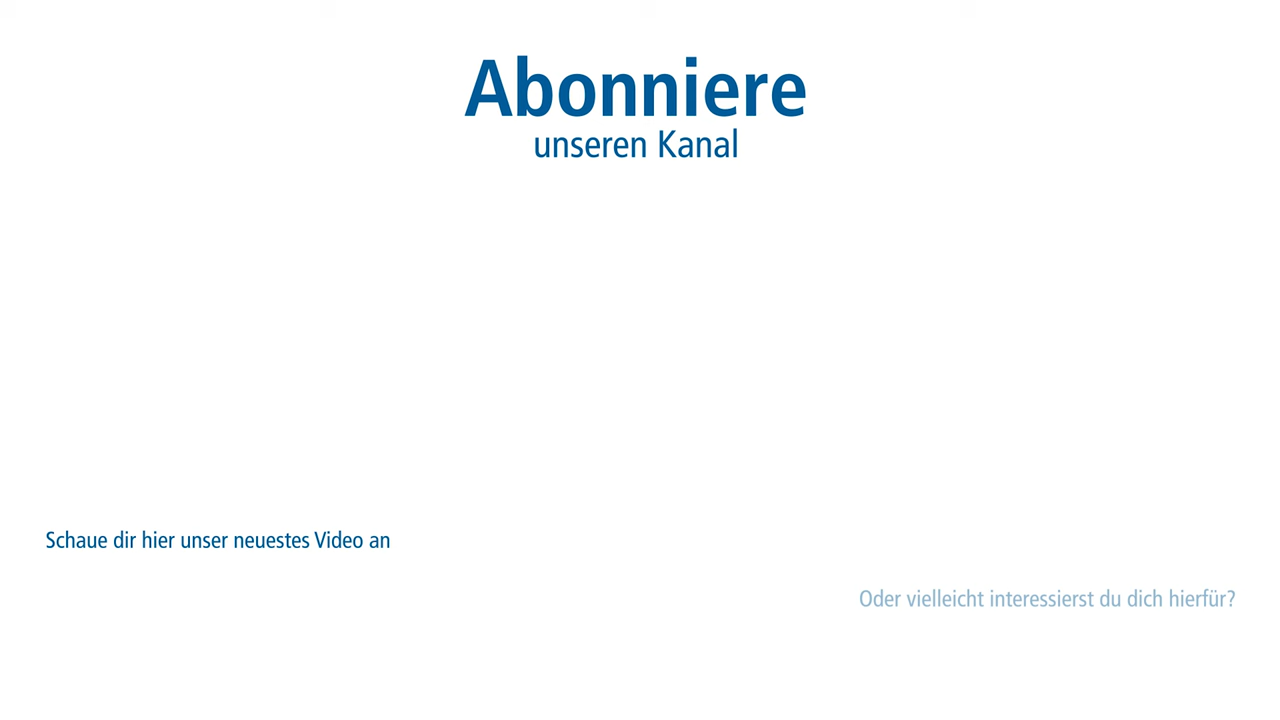 Abonniere
unseren Kanal
Schaue dir hier unser neuestes Video an
Oder vielleicht interessierst du dich hierfür?